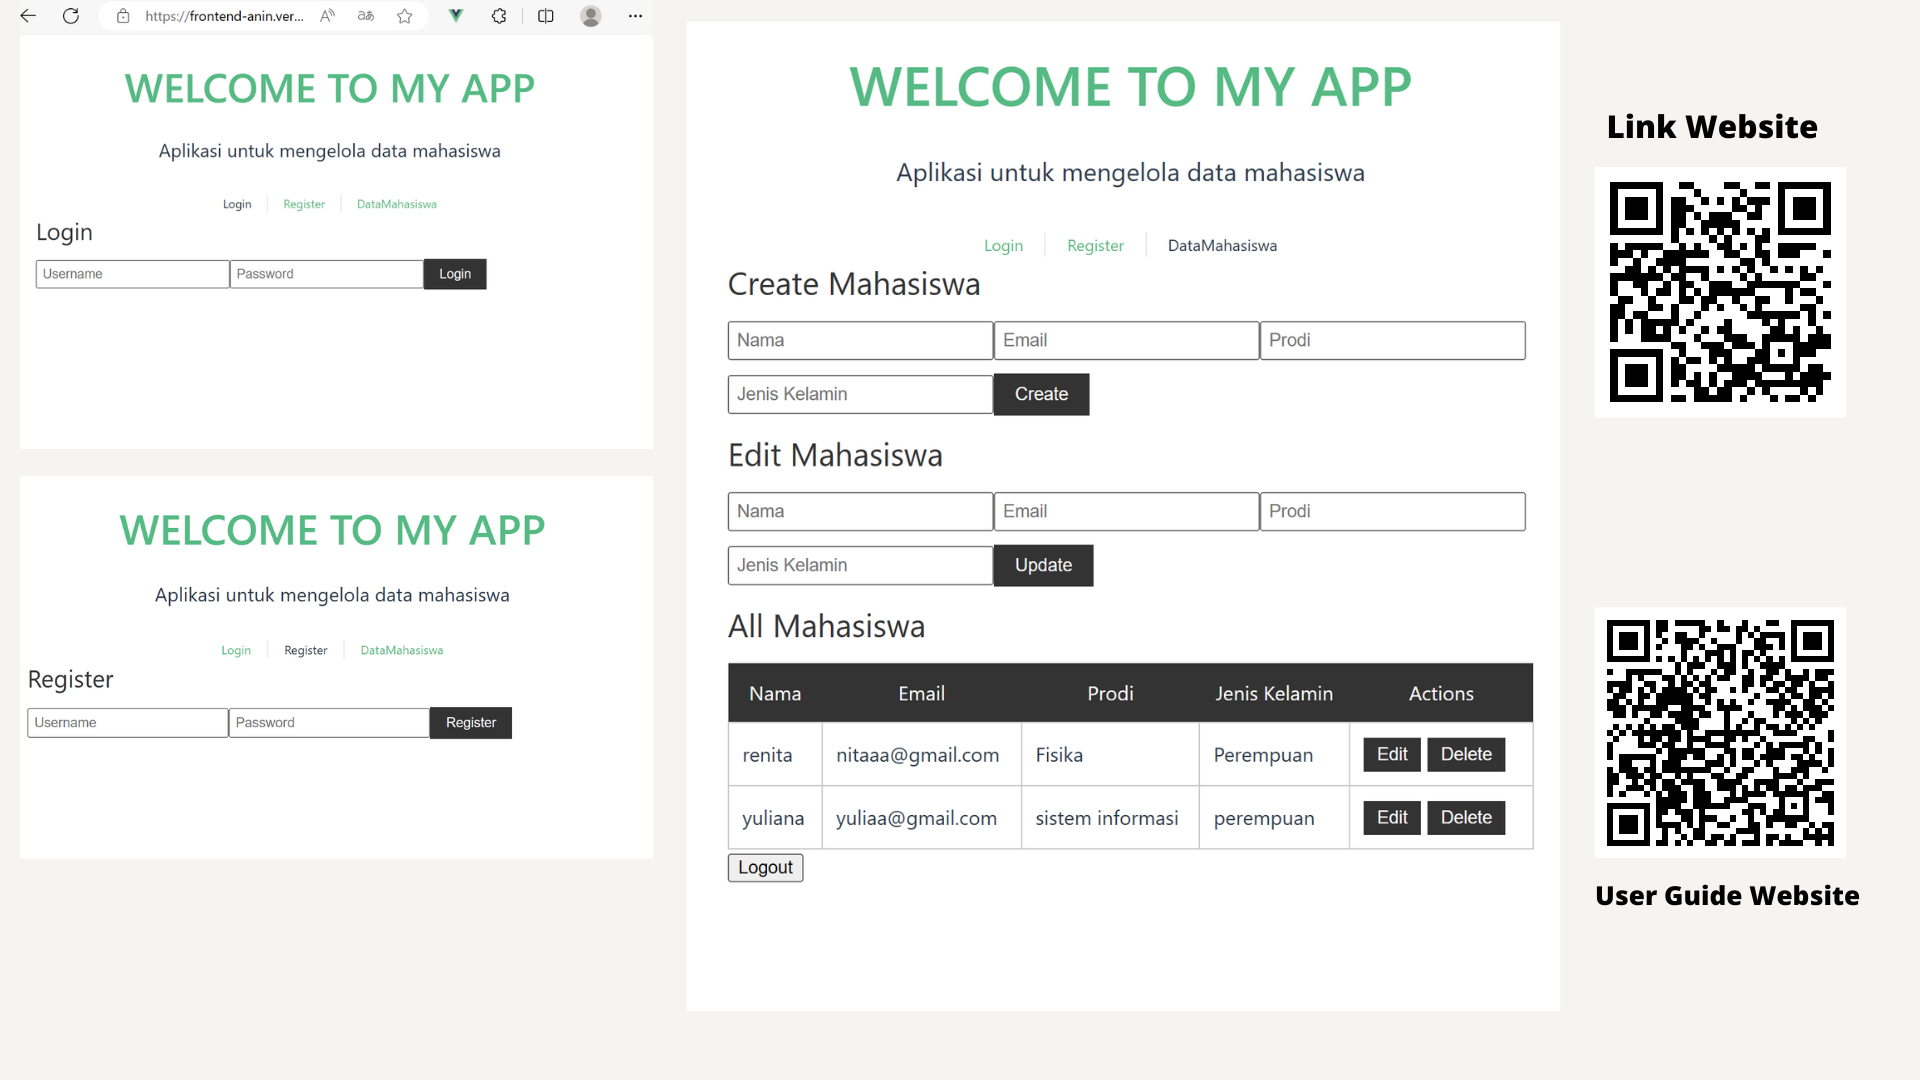 https://frontend-anin.ver...
WELCOME TO MY APP
Aplikasi untuk mengelola data mahasiswa
Login Register DataMahasiswa
Login
Username Password Login
WELCOME TO MY APP
Aplikasi untuk mengelola data mahasiswa
Login Register DataMahasiswa
Register
Username Password Register
WELCOME TO MY APP
Aplikasi untuk mengelola data mahasiswa
Login Register DataMahasiswa
Create Mahasiswa
Nama Email Prodi
Jenis Kelamin Create
Edit Mahasiswa
Nama Email Prodi
Jenis Kelamin Update
All Mahasiswa
Nama Email Prodi Jenis Kelamin Actions
renita nitaaa@gmail.com Fisika Perempuan Edit Delete
yuliana yuliaa@gmail.com sistem informasi perempuan Edit Delete
Logout
Link Website
User Guide Website